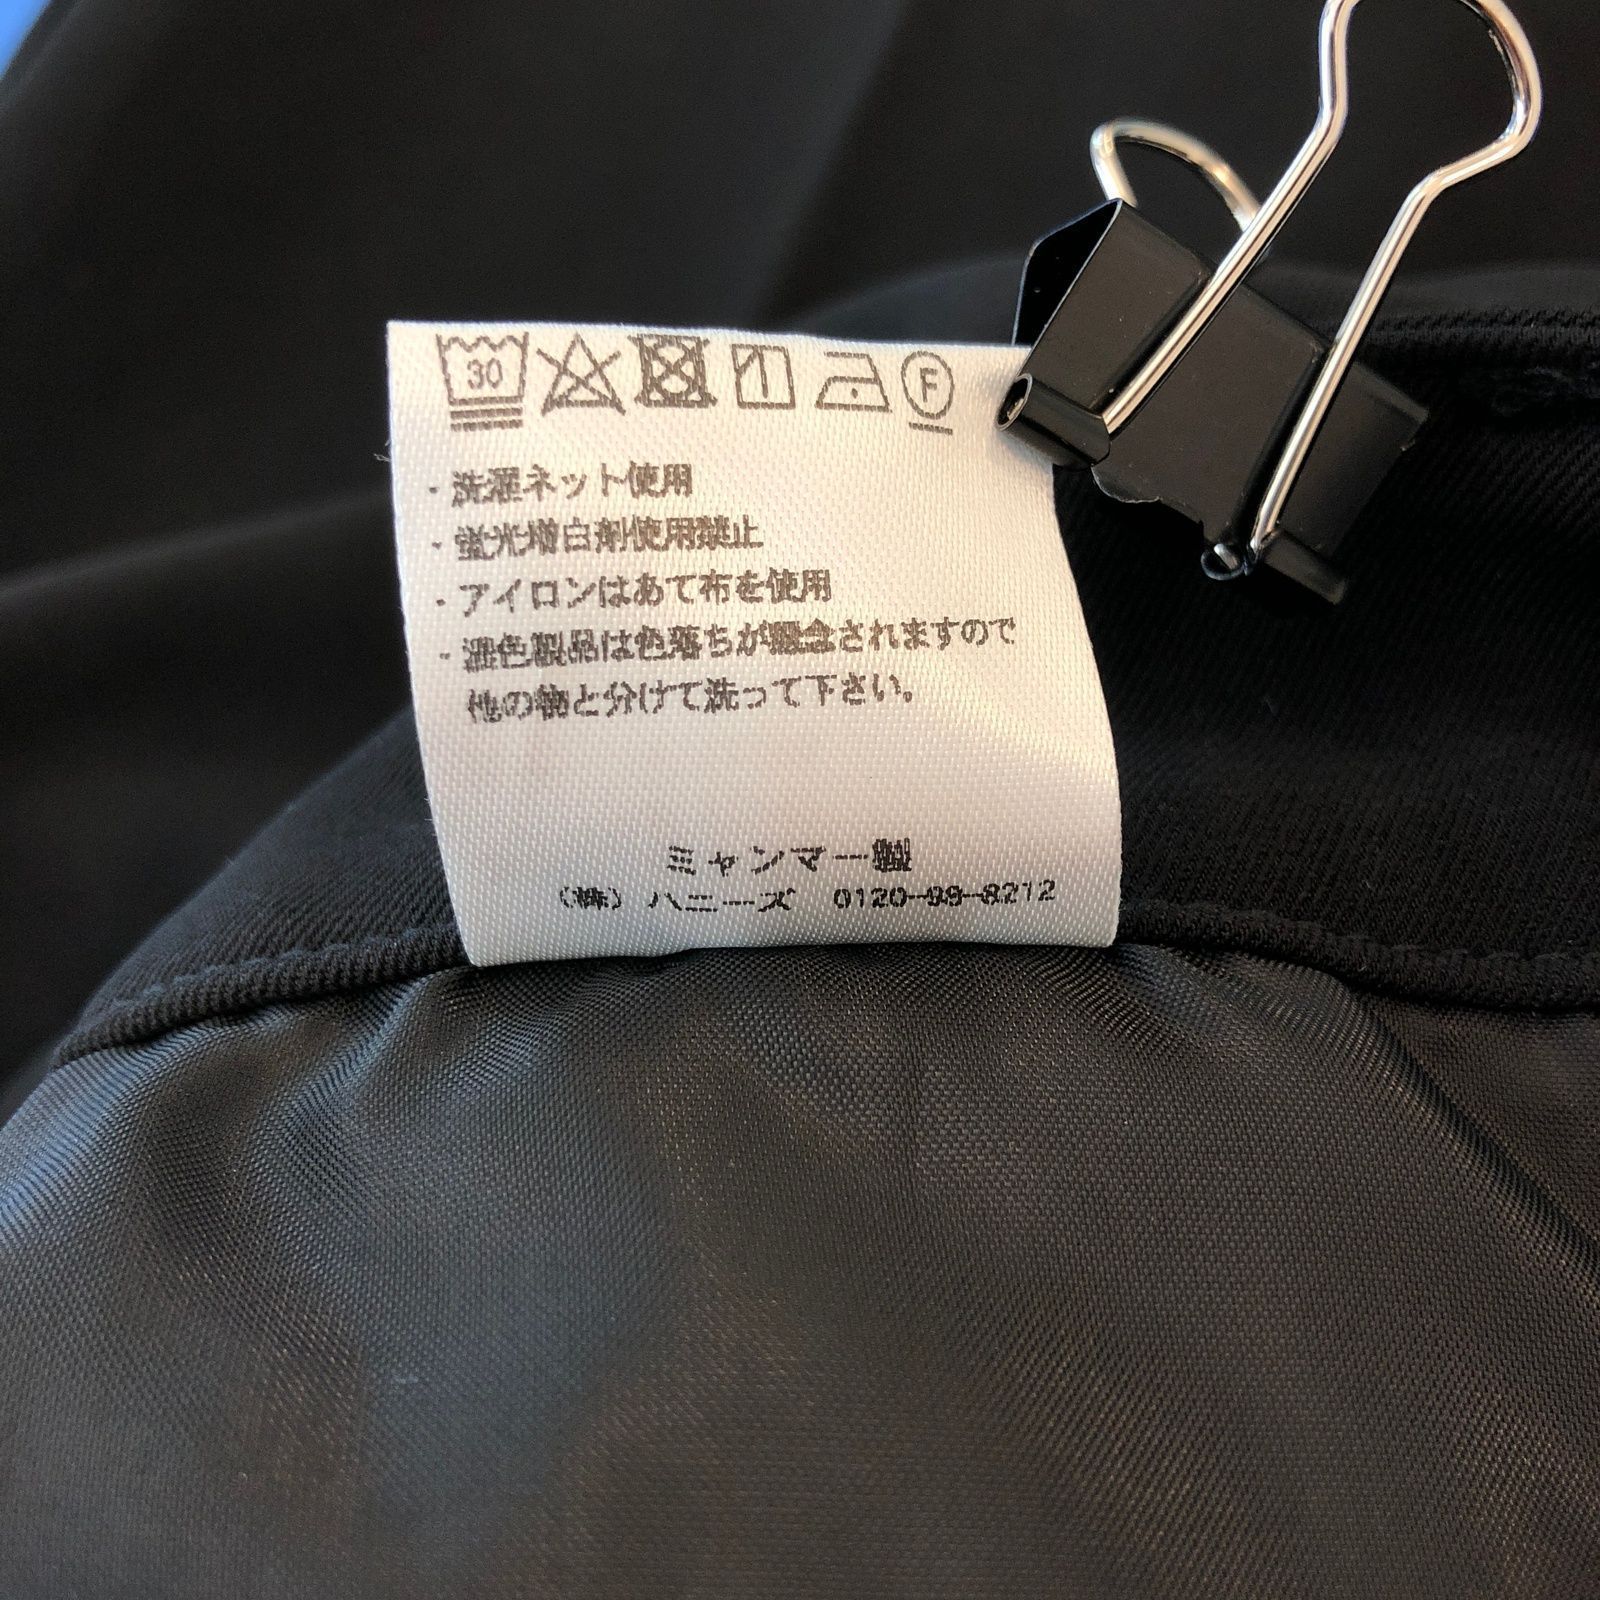 30 F
・洗濯ネット使用
・蛍光増白剤使用禁止
・アイロンはあて布を使用
・濃色製品は色落ちが懸念されますので
他の物と分けて洗って下さい。
ミャンマー製
(株) ハニーズ 0120-98-8212